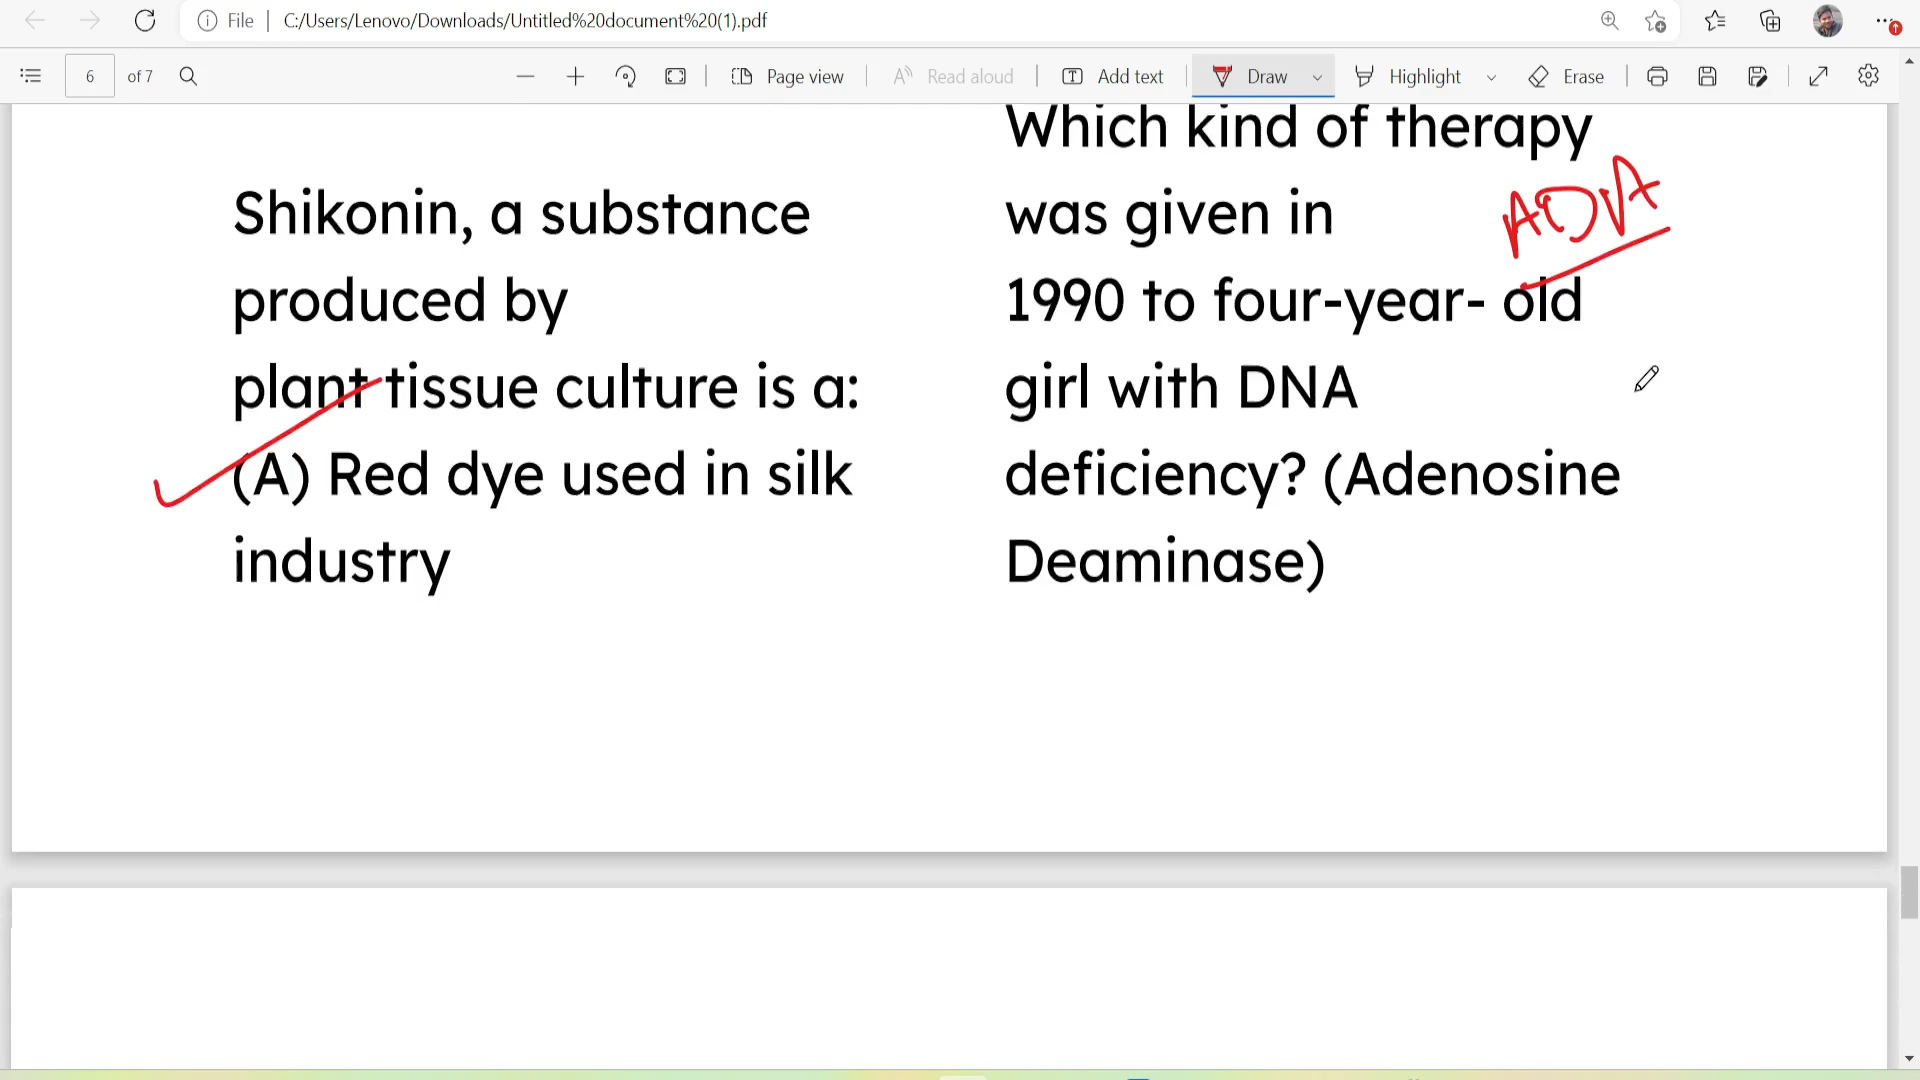 File
C:/Users/Lenovo/Downloads/Untitled%20document%20(1).pdf
6 of 7
Page view
Read aloud
Add text
Draw
Highlight
Erase
Shikonin, a substance
produced by
plant tissue culture is a:
(A) Red dye used in silk
industry
Which kind of therapy
was given in
1990 to four-year- old
girl with DNA
deficiency? (Adenosine
Deaminase)
ADA